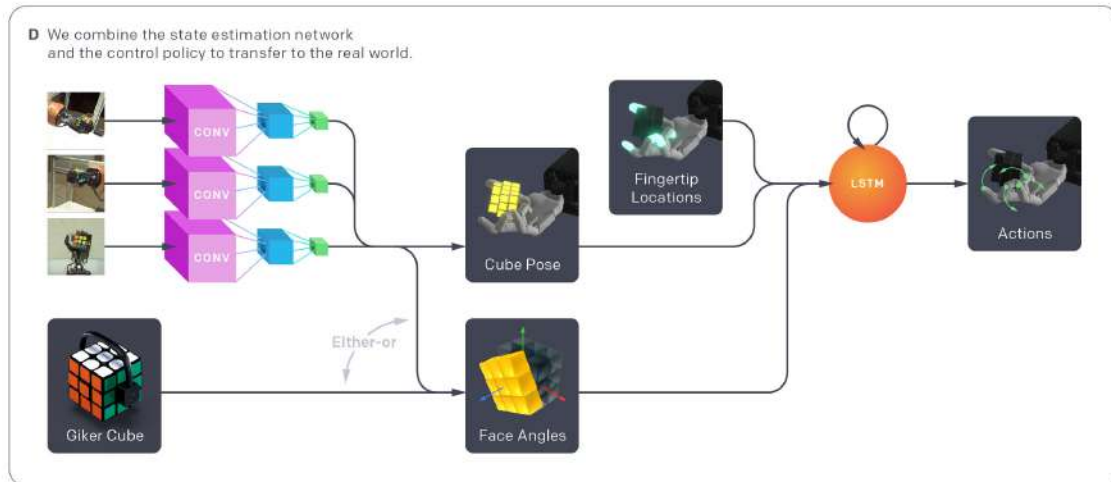 D We combine the state estimation network
and the control policy to transfer to the real world.
CONV
CONV
CONV
Fingertip
Locations
LSTM
Actions
Cube Pose
Either-or
Giker Cube
Face Angles